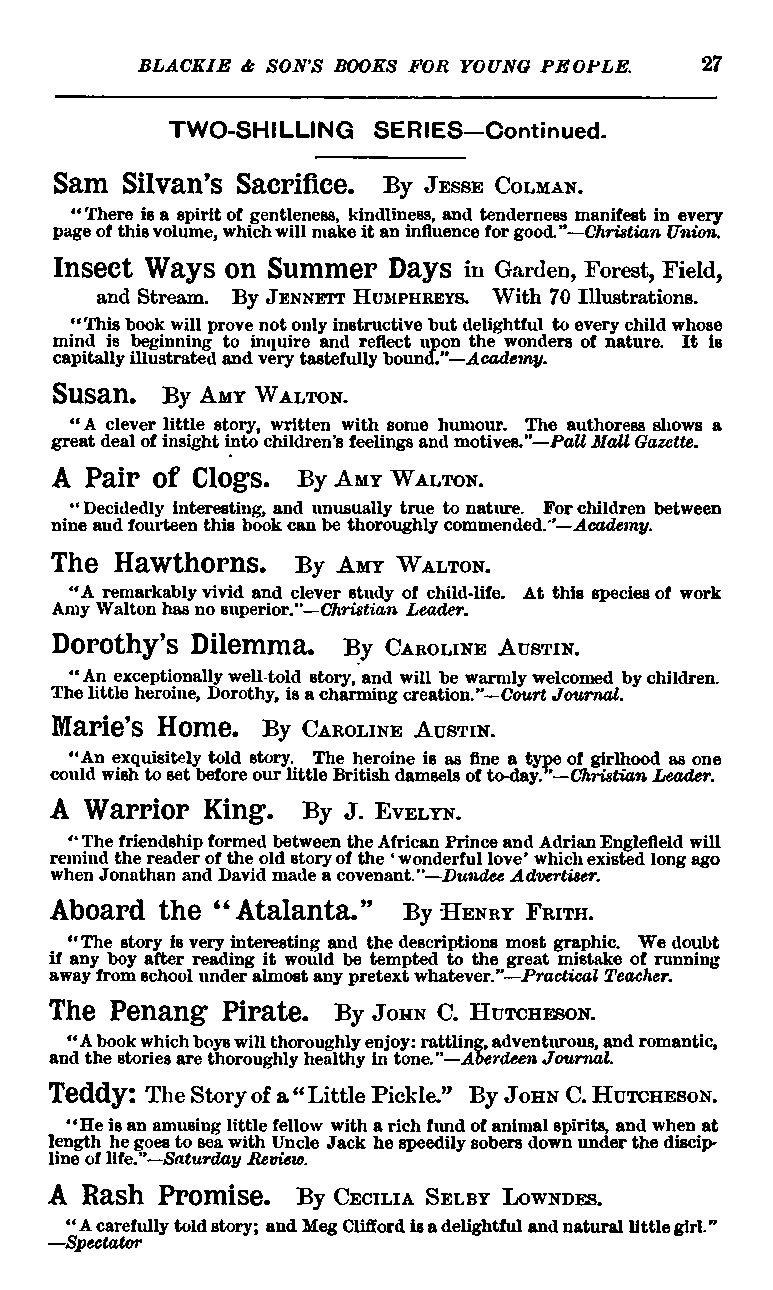 BLACKIE & SON'S BOOKS FOR YOUNG PEOPLE. 27
TWO-SHILLING SERIES—Continued.
Sam Silvan's Sacrifice. By JESSE COLMAN.
"There is a spirit of gentleness, kindliness, and tenderness manifest in every
page of this volume, which will make it an influence for good."—Christian Union.
Insect Ways on Summer Days in Garden, Forest, Field,
and Stream. By JENNETT HUMPHREYS. With 70 Illustrations.
"This book will prove not only instructive but delightful to every child whose
mind is beginning to inquire and reflect upon the wonders of nature. It is
capitally illustrated and very tastefully bound."—Academy.
Susan. By AMY WALTON.
"A clever little story, written with some humour. The authoress shows a
great deal of insight into children's feelings and motives."—Pall Mall Gazette.
A Pair of Clogs. By AMY WALTON.
"Decidedly interesting, and unusually true to nature. For children between
nine and fourteen this book can be thoroughly commended."—Academy.
The Hawthorns. By AMY WALTON.
"A remarkably vivid and clever study of child-life. At this species of work
Amy Walton has no superior."—Christian Leader.
Dorothy's Dilemma. By CAROLINE AUSTIN.
"An exceptionally well-told story, and will be warmly welcomed by children.
The little heroine, Dorothy, is a charming creation."—Court Journal.
Marie's Home. By CAROLINE AUSTIN.
"An exquisitely told story. The heroine is as fine a type of girlhood as one
could wish to set before our little British damsels of to-day."—Christian Leader.
A Warrior King. By J. EVELYN.
"The friendship formed between the African Prince and Adrian Englefield will
remind the reader of the old story of the 'wonderful love' which existed long ago
when Jonathan and David made a covenant."—Dundee Advertiser.
Aboard the "Atalanta." By HENRY FRITH.
"The story is very interesting and the descriptions most graphic. We doubt
if any boy after reading it would be tempted to the great mistake of running
away from school under almost any pretext whatever."—Practical Teacher.
The Penang Pirate. By JOHN C. HUTCHESON.
"A book which boys will thoroughly enjoy: rattling, adventurous, and romantic,
and the stories are thoroughly healthy in tone."—Aberdeen Journal.
Teddy: The Story of a "Little Pickle." By JOHN C. HUTCHESON.
"He is an amusing little fellow with a rich fund of animal spirits, and when at
length he goes to sea with Uncle Jack he speedily sobers down under the discip-
line of life."—Saturday Review.
A Rash Promise. By CECILIA SELBY LOWNDES.
"A carefully told story; and Meg Clifford is a delightful and natural little girl."
—Spectator